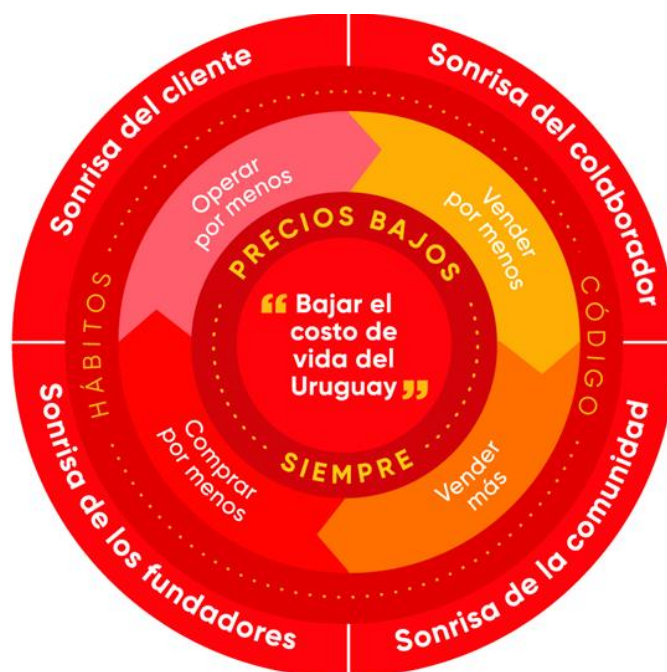 Sonrisa del cliente
Sonrisa del colaborador
Operar
por menos
Vender
por menos
PRECIOS BAJOS
HÁBITOS
CÓDIGO
“ Bajar el
costo de
vida del
Uruguay ”
SIEMPRE
Comprar
por menos
Vender
más
Sonrisa de los fundadores
Sonrisa de la comunidad